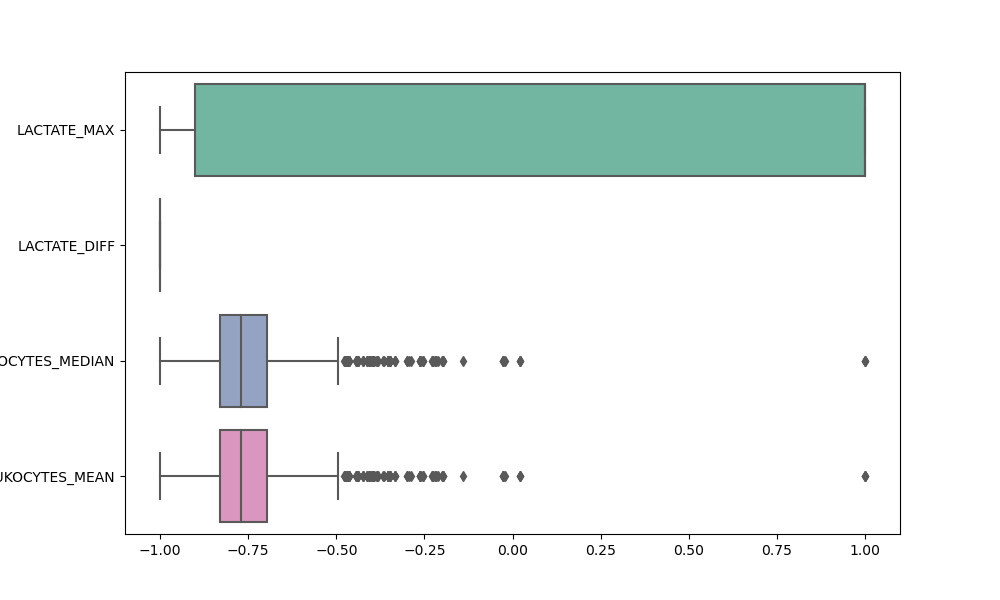 LACTATE_MAX
LACTATE_DIFF
OCYTES_MEDIAN
UKOCYTES_MEAN
−1.00 −0.75 −0.50 −0.25 0.00 0.25 0.50 0.75 1.00